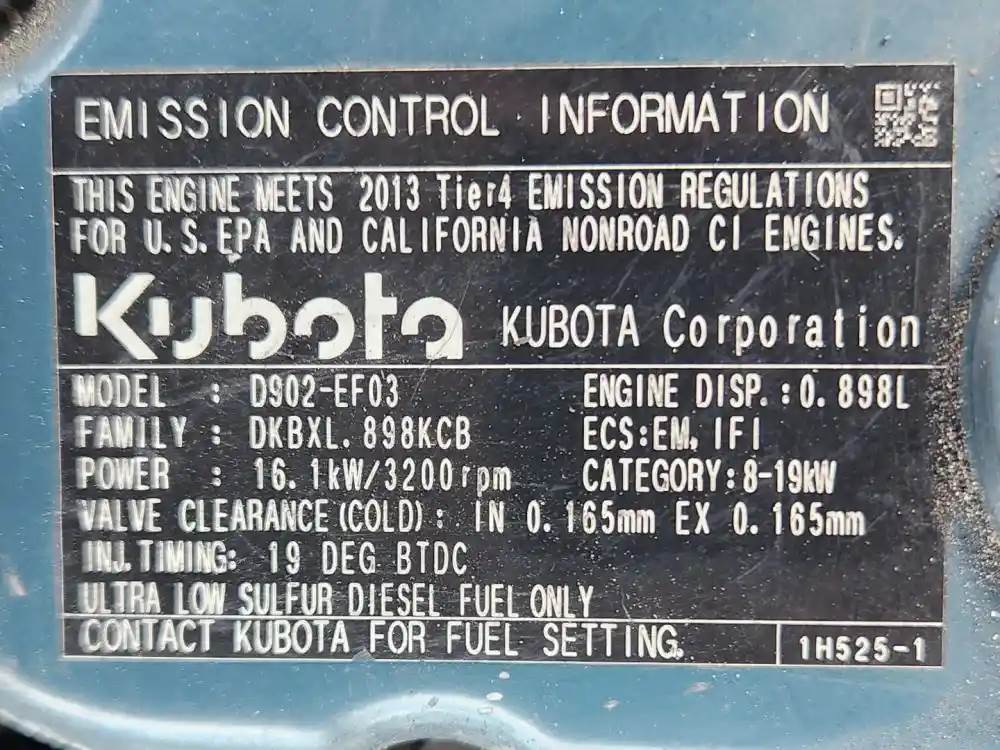 EMISSION CONTROL INFORMATION
THIS ENGINE MEETS 2013 Tier4 EMISSION REGULATIONS
FOR U.S.EPA AND CALIFORNIA NONROAD CI ENGINES.
Kubota KUBOTA Corporation
MODEL : D902-EF03 ENGINE DISP.:0.898L
FAMILY : DKBXL.898KCB ECS:EM,IFI
POWER : 16.1kW/3200rpm CATEGORY:8-19kW
VALVE CLEARANCE(COLD): IN 0.165mm EX 0.165mm
INJ.TIMING: 19 DEG BTDC
ULTRA LOW SULFUR DIESEL FUEL ONLY
CONTACT KUBOTA FOR FUEL SETTING. 1H525-1